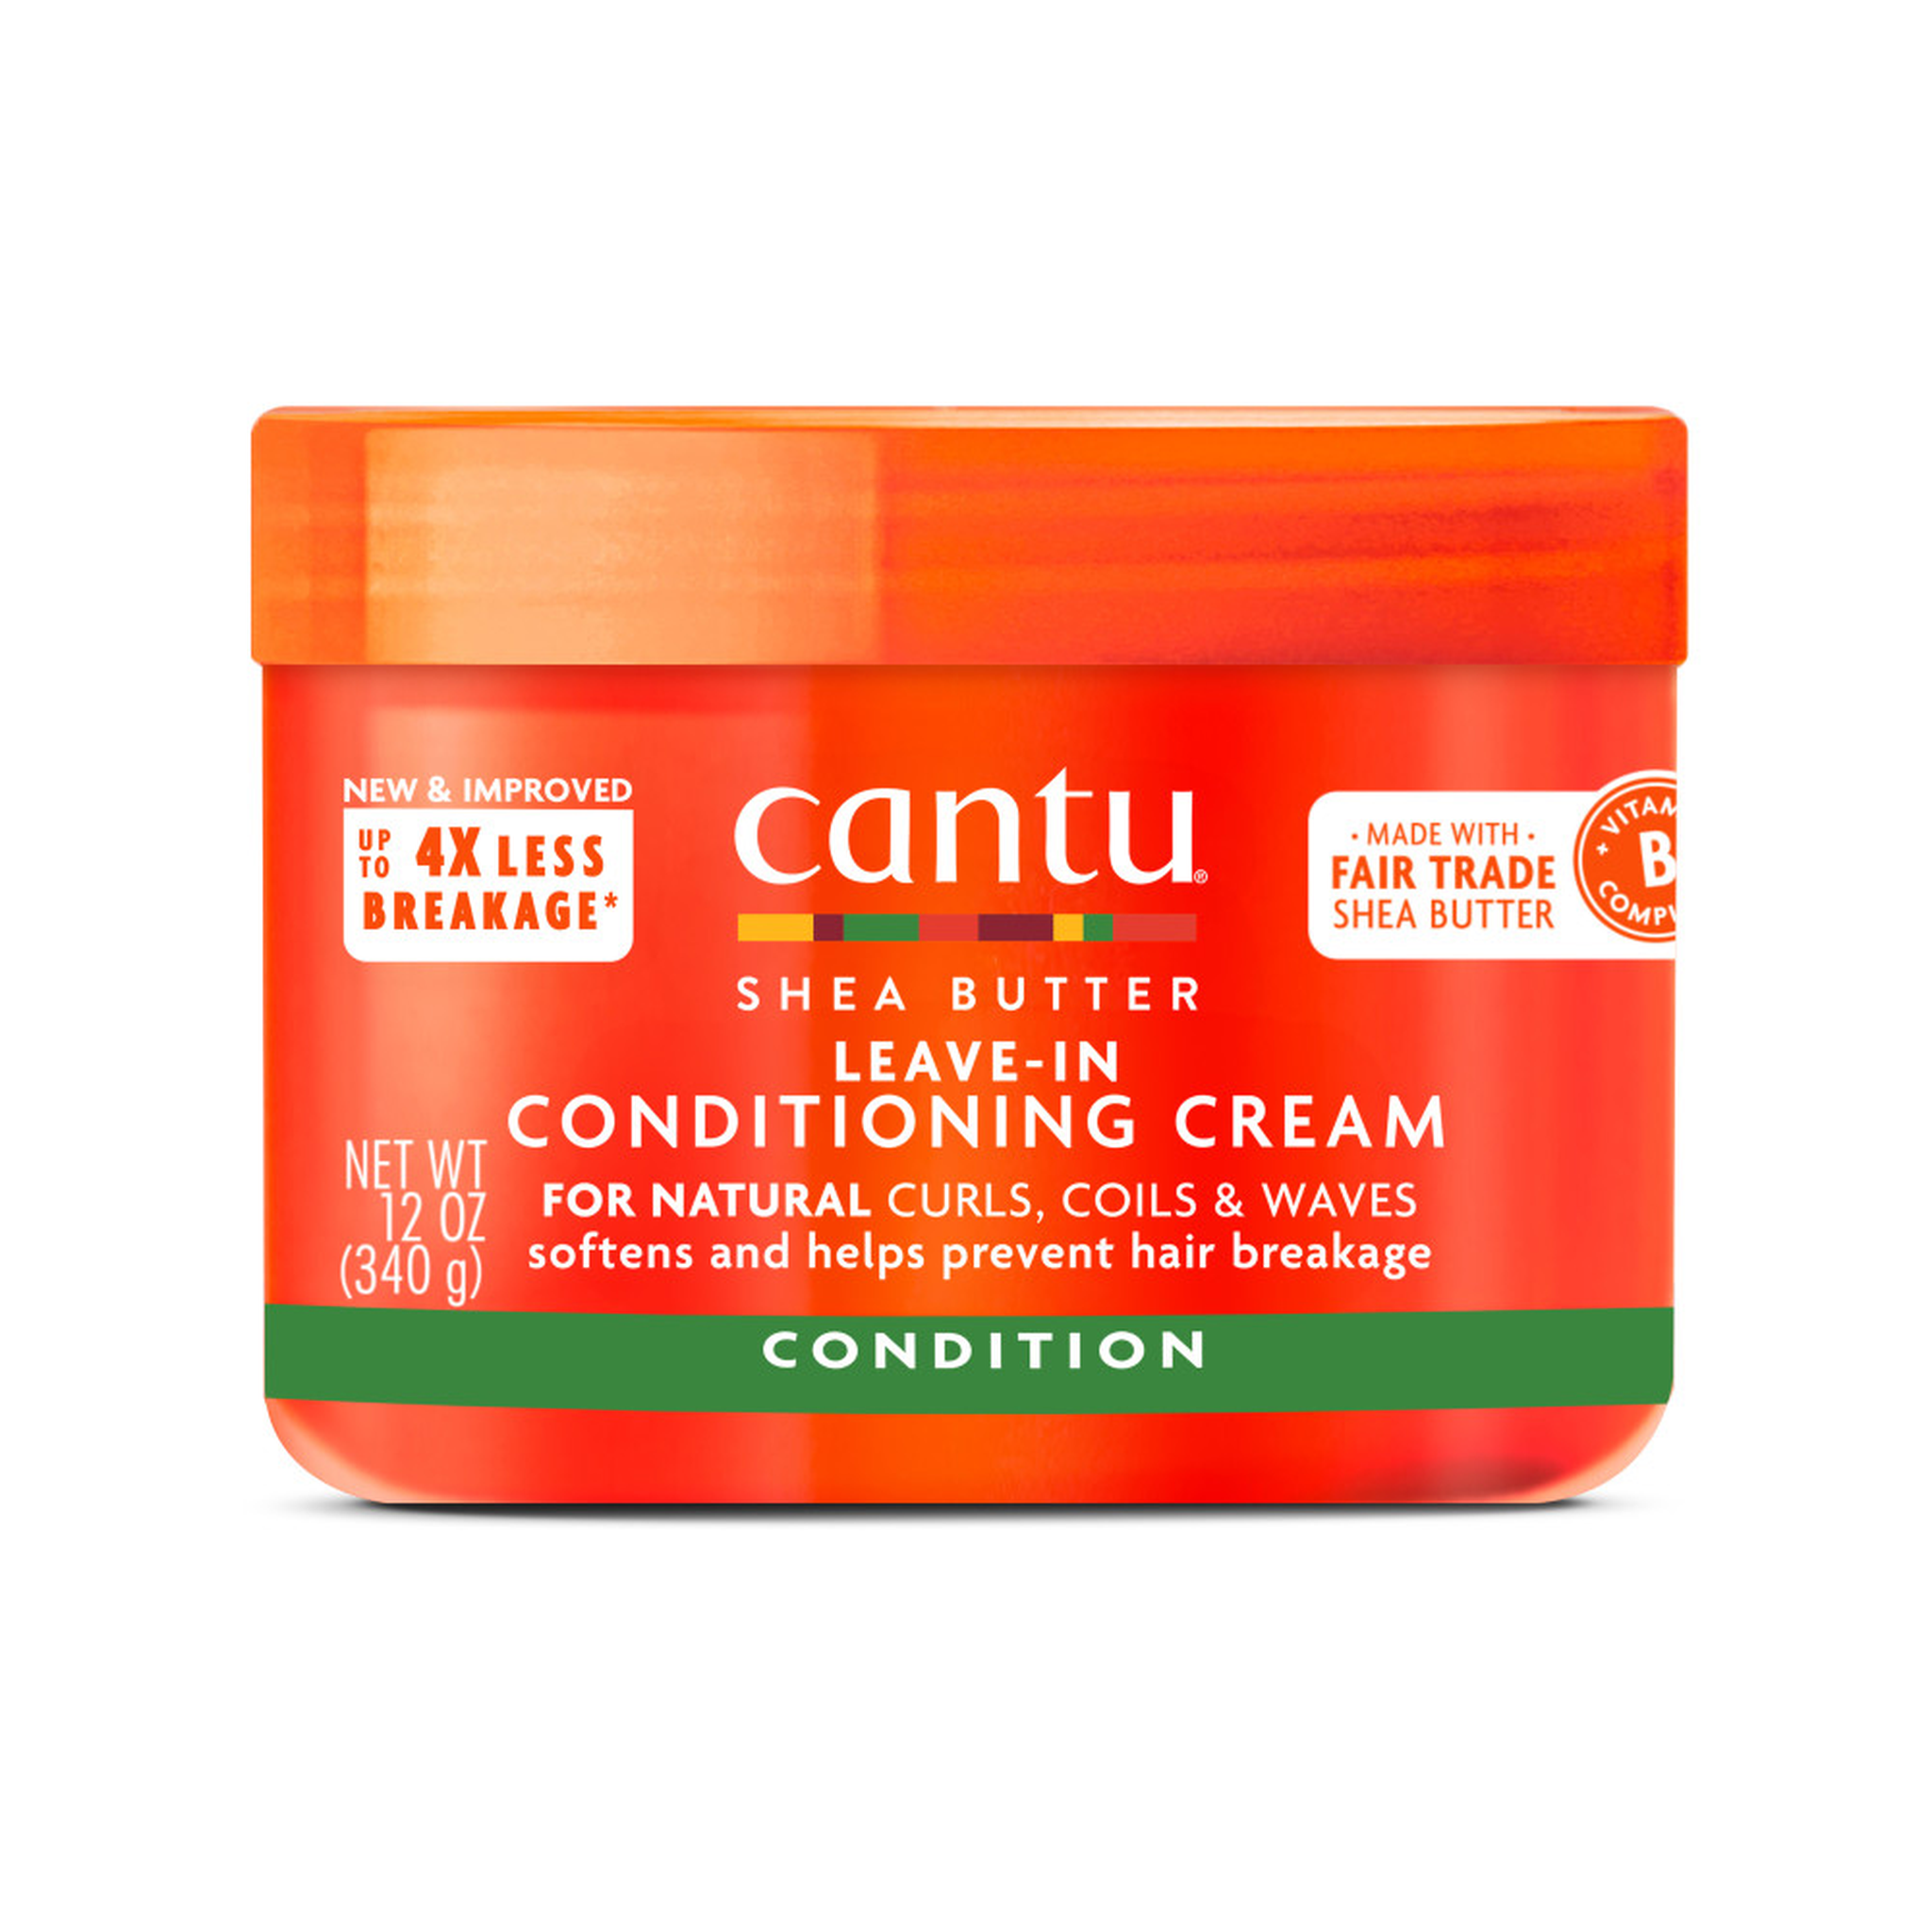 NEW & IMPROVED
UP TO 4X LESS
BREAKAGE*
cantu®
SHEA BUTTER
LEAVE-IN
CONDITIONING CREAM
FOR NATURAL CURLS, COILS & WAVES
softens and helps prevent hair breakage
NET WT
12 OZ
(340 g)
• MADE WITH •
FAIR TRADE
SHEA BUTTER
B
CONDITION